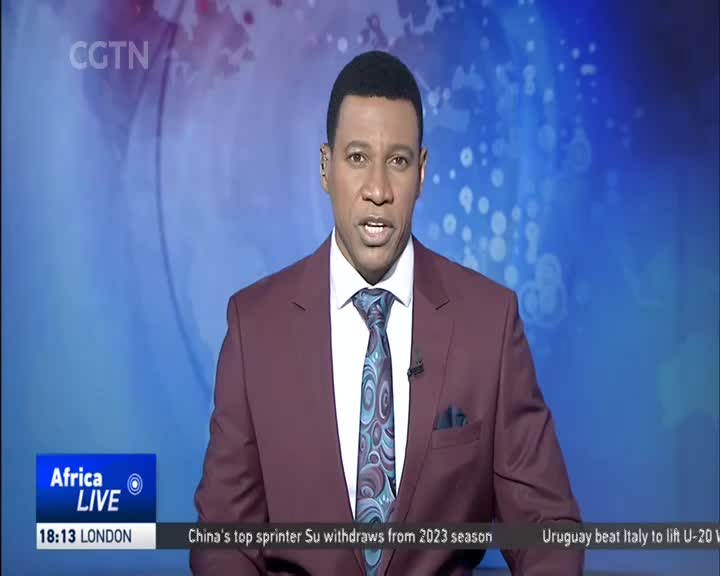 CGTN
Africa
LIVE
18:13 LONDON
China's top sprinter Su withdraws from 2023 season
Uruguay beat Italy to lift U-20